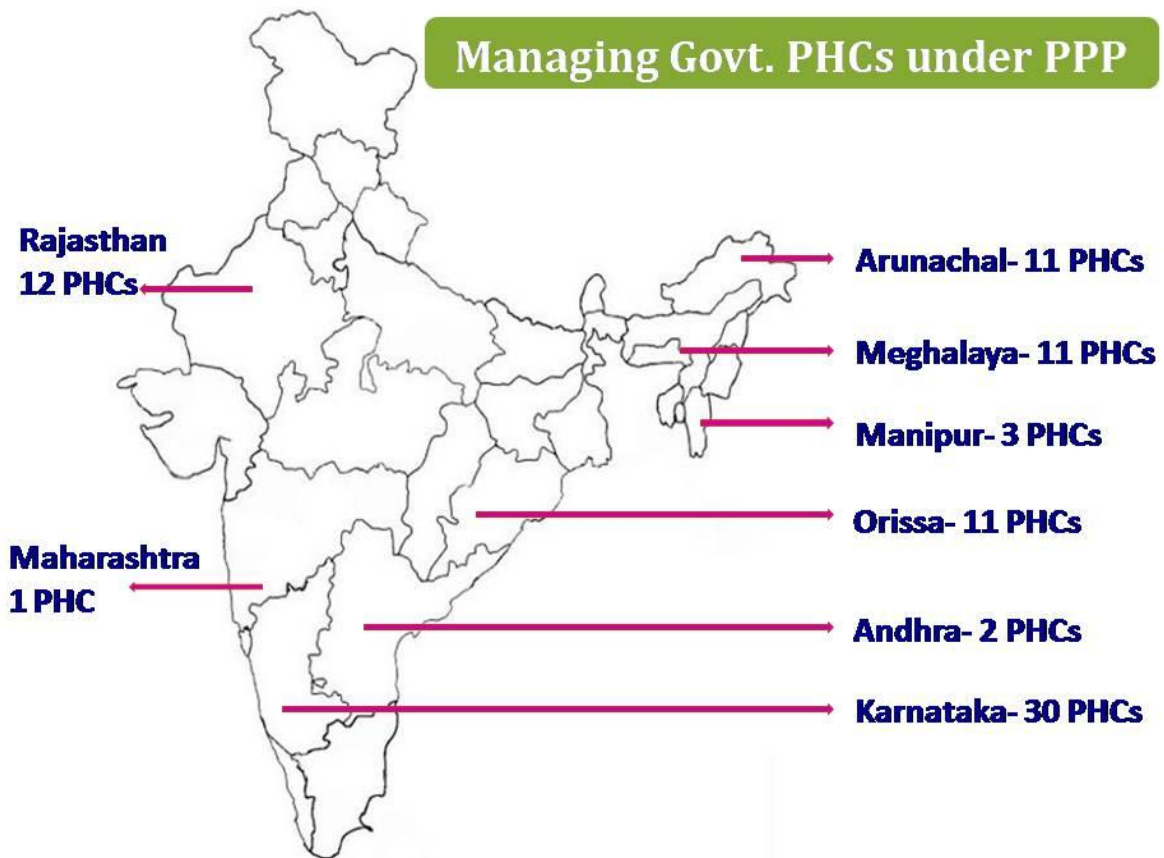 Managing Govt. PHCs under PPP
Rajasthan
12 PHCs
Arunachal- 11 PHCs
Meghalaya- 11 PHCs
Manipur- 3 PHCs
Orissa- 11 PHCs
Maharashtra
1 PHC
Andhra- 2 PHCs
Karnataka- 30 PHCs